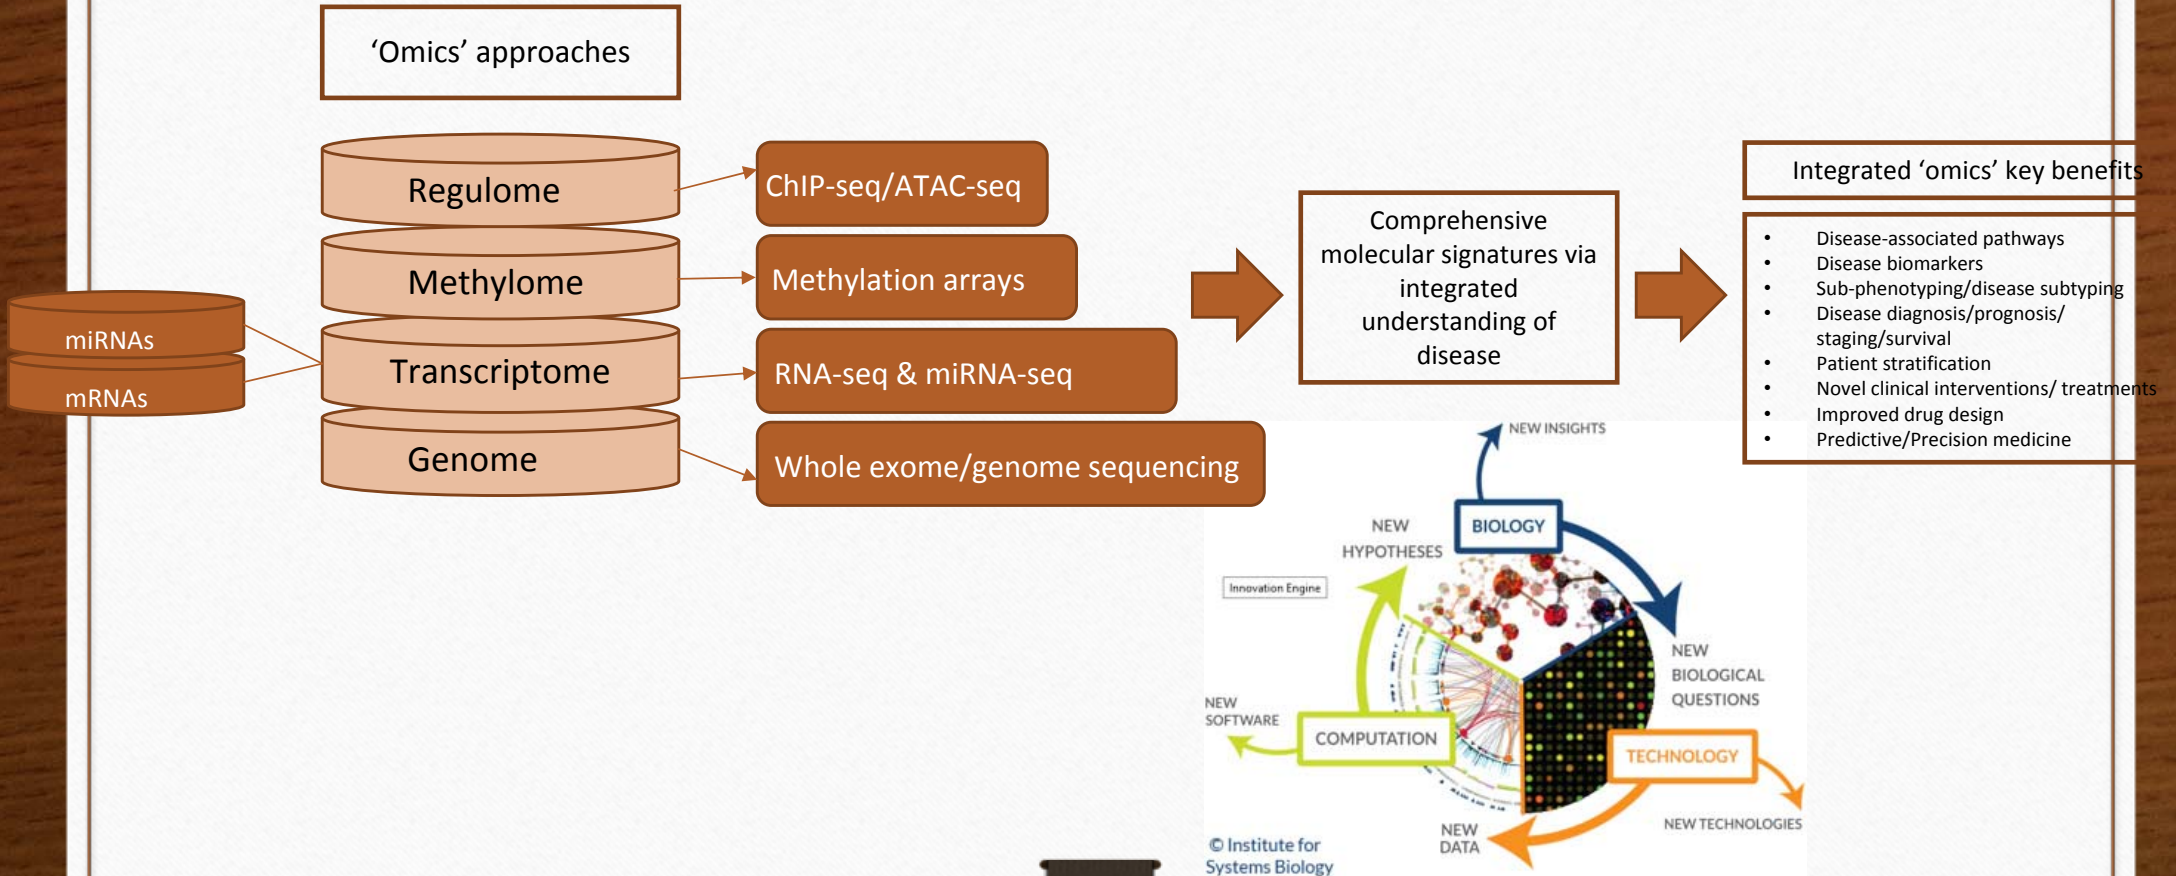 ‘Omics’ approaches
Regulome
Methylome
Transcriptome
Genome
miRNAs
mRNAs
ChIP-seq/ATAC-seq
Methylation arrays
RNA-seq & miRNA-seq
Whole exome/genome sequencing
Comprehensive
molecular signatures via
integrated
understanding of
disease
Integrated ‘omics’ key benefits
• Disease-associated pathways
• Disease biomarkers
• Sub-phenotyping/disease subtyping
• Disease diagnosis/prognosis/
staging/survival
• Patient stratification
• Novel clinical interventions/ treatments
• Improved drug design
• Predictive/Precision medicine
NEW INSIGHTS
BIOLOGY
NEW
HYPOTHESES
Innovation Engine
NEW
BIOLOGICAL
QUESTIONS
NEW
SOFTWARE
COMPUTATION
TECHNOLOGY
NEW TECHNOLOGIES
NEW
DATA
© Institute for
Systems Biology